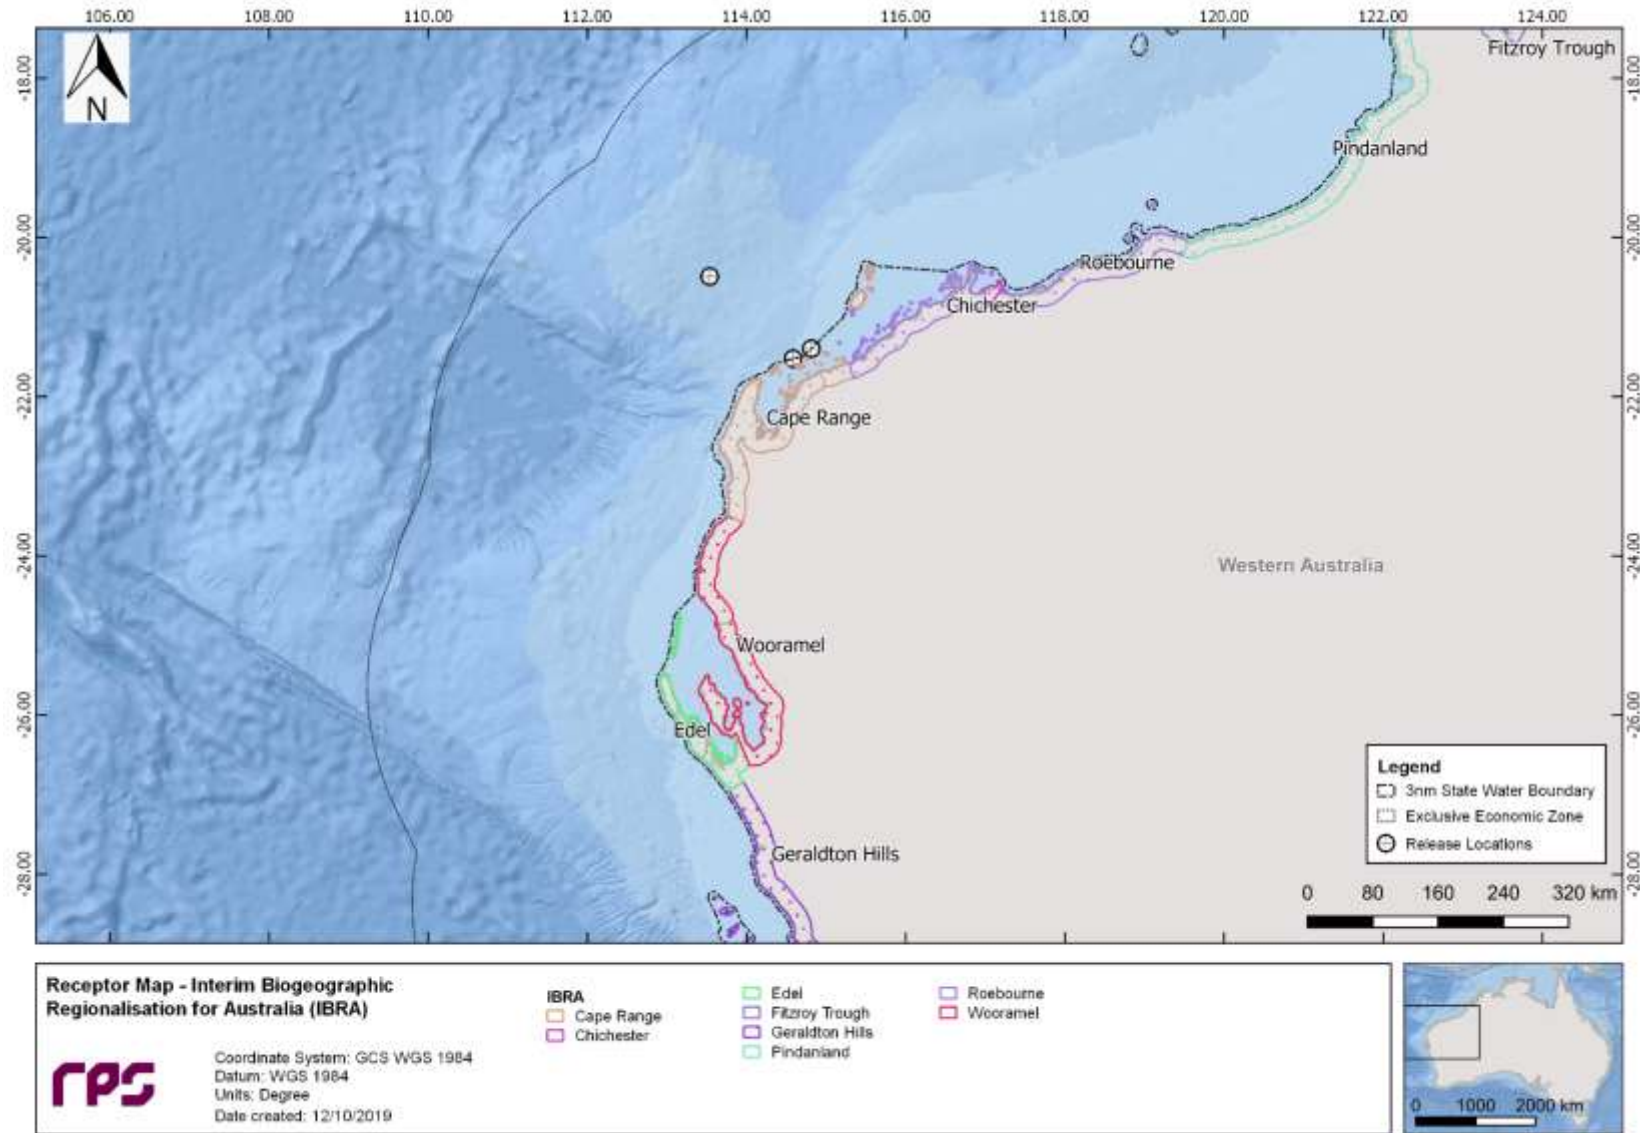 106.00 108.00 110.00 112.00 114.00 116.00 118.00 120.00 122.00 124.00
Fitzroy Trough
-18.00 -18.00
N
Pindanland
-20.00 -20.00
Roebourne
Chichester
-22.00 -22.00
Cape Range
-24.00 -24.00
Western Australia
Wooramel
-26.00 -26.00
Edel
Legend
3nm State Water Boundary
Exclusive Economic Zone
Release Locations
Geraldton Hills
-28.00 -28.00
0 80 160 240 320 km
Receptor Map - Interim Biogeographic
Regionalisation for Australia (IBRA)
IBRA
Cape Range
Chichester
Edel
Fitzroy Trough
Geraldton Hills
Pindanland
Roebourne
Wooramel
rps
Coordinate System: GCS WGS 1984
Datum: WGS 1984
Units: Degree
Date created: 12/10/2019
0 1000 2000 km